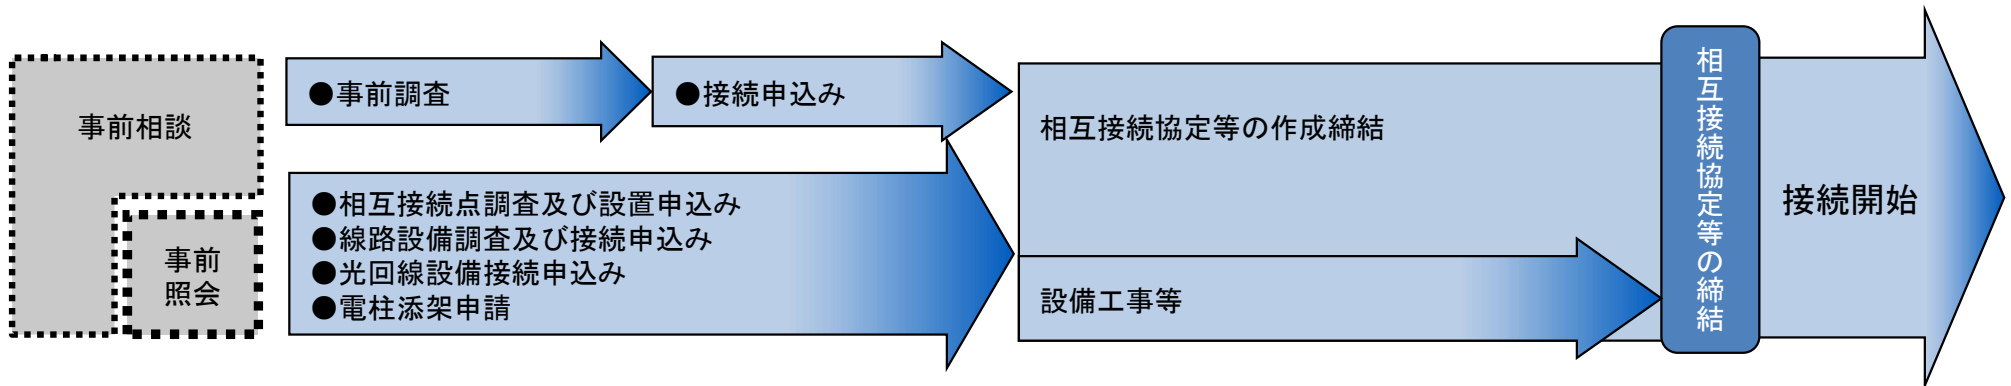 事前相談
事前
照会
●事前調査
●接続申込み
●相互接続点調査及び設置申込み
●線路設備調査及び接続申込み
●光回線設備接続申込み
●電柱添架申請
相互接続協定等の作成締結
設備工事等
相互接続協定等の締結
接続開始